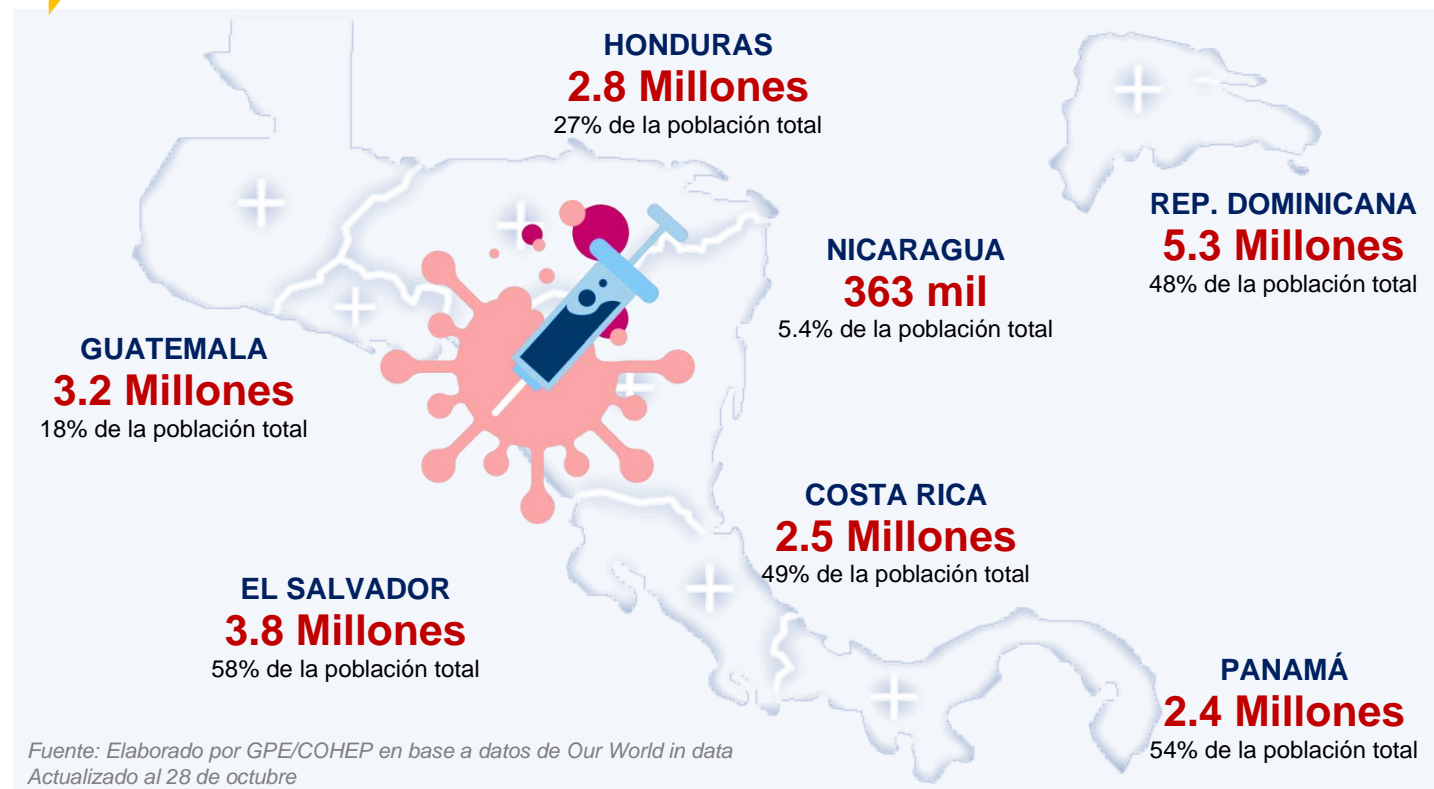 HONDURAS
2.8 Millones
27% de la población total
REP. DOMINICANA
5.3 Millones
48% de la población total
NICARAGUA
363 mil
5.4% de la población total
GUATEMALA
3.2 Millones
18% de la población total
COSTA RICA
2.5 Millones
49% de la población total
EL SALVADOR
3.8 Millones
58% de la población total
PANAMÁ
2.4 Millones
54% de la población total
Fuente: Elaborado por GPE/COHEP en base a datos de Our World in data
Actualizado al 28 de octubre